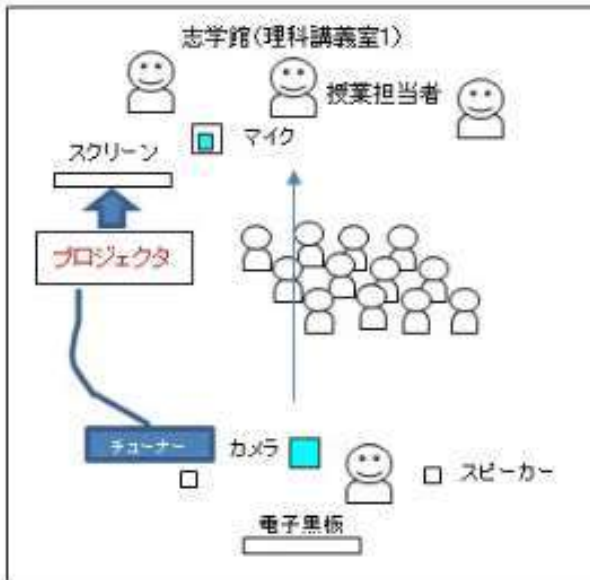 志学館(理科講義室1)
授業担当者
マイク
スクリーン
プロジェクタ
チューナー
カメラ
スピーカー
電子黒板